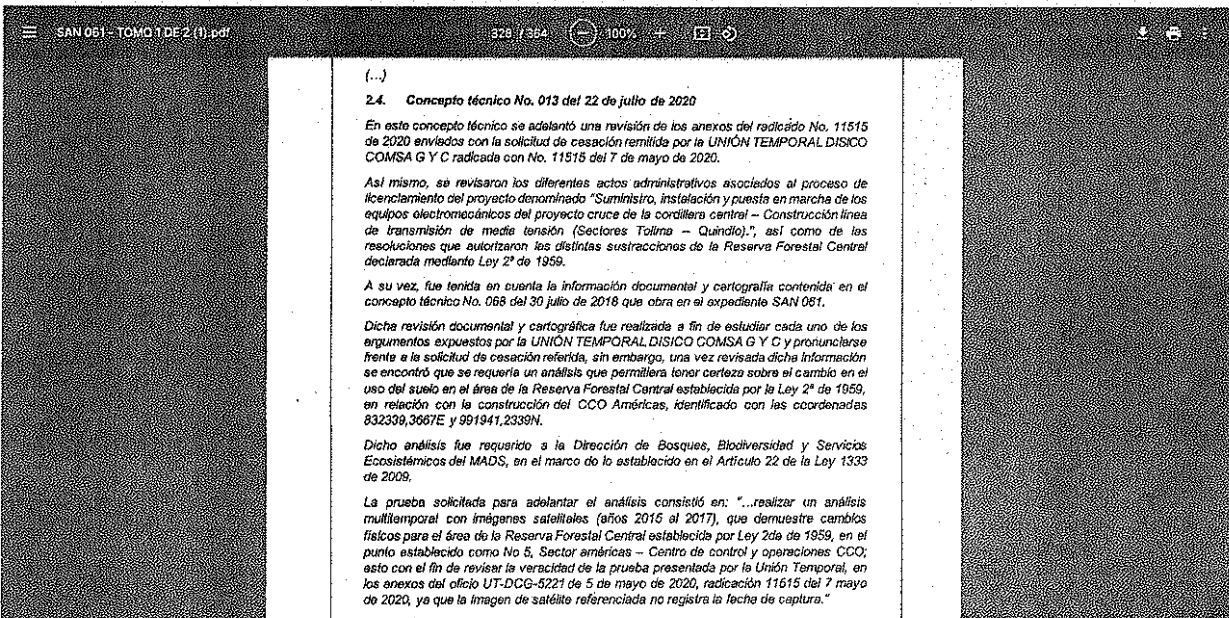 SAN 061 - TOMO 1 DE 2 (1).pdf
328 / 354
100%
(...)
2.4. Concepto técnico No. 013 del 22 de julio de 2020
En este concepto técnico se adelantó una revisión de los anexos del radicado No. 11515
de 2020 enviados con la solicitud de cesación remitida por la UNIÓN TEMPORAL DISICO
COMSA G Y C radicada con No. 11515 del 7 de mayo de 2020.
Así mismo, se revisaron los diferentes actos administrativos asociados al proceso de
licenciamiento del proyecto denominado "Suministro, instalación y puesta en marcha de los
equipos electromecánicos del proyecto cruce de la cordillera central – Construcción línea
de transmisión de media tensión (Sectores Tolima – Quindío).", así como de las
resoluciones que autorizaron las distintas sustracciones de la Reserva Forestal Central
declarada mediante Ley 2ª de 1959.
A su vez, fue tenida en cuenta la información documental y cartografía contenida en el
concepto técnico No. 068 del 30 julio de 2018 que obra en el expediente SAN 061.
Dicha revisión documental y cartográfica fue realizada a fin de estudiar cada uno de los
argumentos expuestos por la UNIÓN TEMPORAL DISICO COMSA G Y C y pronunciarse
frente a la solicitud de cesación referida, sin embargo, una vez revisada dicha información
se encontró que se requería un análisis que permitiera tener certeza sobre el cambio en el
uso del suelo en el área de la Reserva Forestal Central establecida por la Ley 2ª de 1959,
en relación con la construcción del CCO Américas, identificado con las coordenadas
832339,3667E y 991941,2339N.
Dicho análisis fue requerido a la Dirección de Bosques, Biodiversidad y Servicios
Ecosistémicos del MADS, en el marco de lo establecido en el Artículo 22 de la Ley 1333
de 2009.
La prueba solicitada para adelantar el análisis consistió en: "...realizar un análisis
multitemporal con imágenes satelitales (años 2015 al 2017), que demuestre cambios
físicos para el área de la Reserva Forestal Central establecida por Ley 2da de 1959, en el
punto establecido como No 5, Sector américas – Centro de control y operaciones CCO;
esto con el fin de revisar la veracidad de la prueba presentada por la Unión Temporal, en
los anexos del oficio UT-DCG-5221 de 5 de mayo de 2020, radicación 11515 del 7 mayo
de 2020, ya que la imagen de satélite referenciada no registra la fecha de captura."